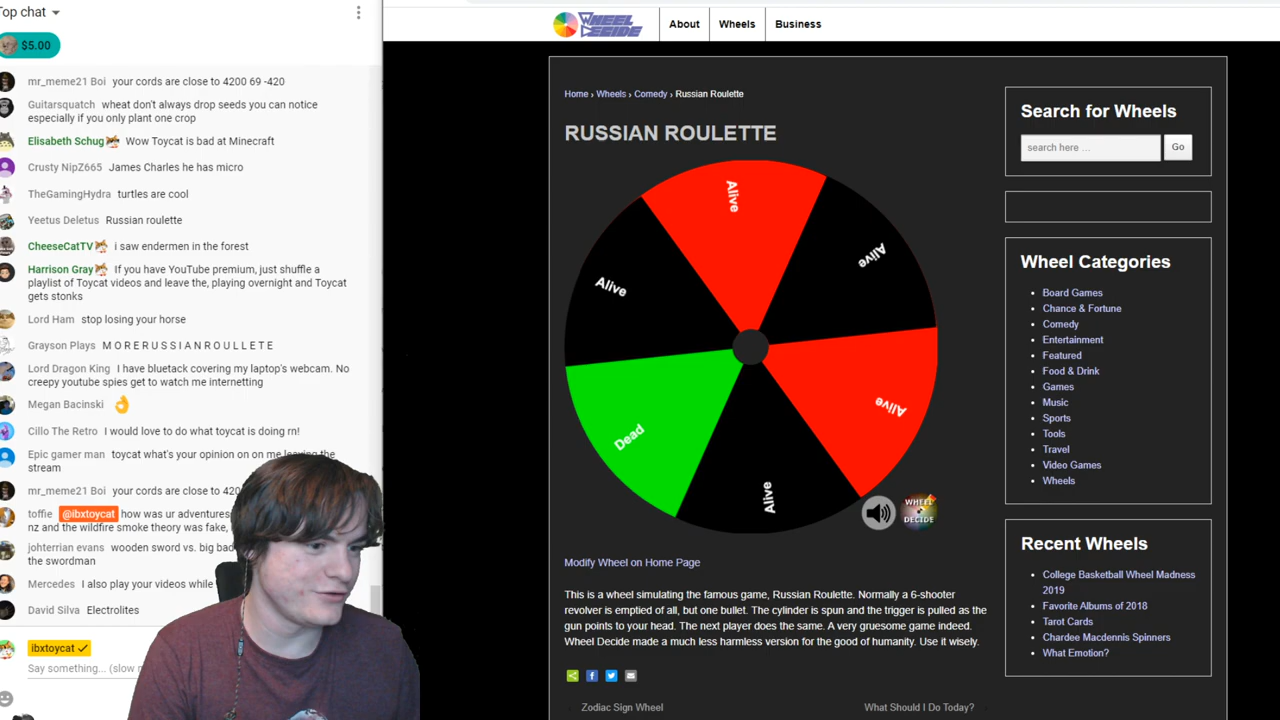 Top chat
$5.00
mr_meme21 Boi your cords are close to 4200 69 -420
Guitarsquatch wheat don't always drop seeds you can notice
especially if you only plant one crop
Elisabeth Schug Wow Toycat is bad at Minecraft
Crusty NipZ665 James Charles he has micro
TheGamingHydra turtles are cool
Yeetus Deletus Russian roulette
CheeseCatTV i saw endermen in the forest
Harrison Gray If you have YouTube premium, just shuffle a
playlist of Toycat videos and leave the, playing overnight and Toycat
gets stonks
Lord Ham stop losing your horse
Grayson Plays M O R E R U S S I A N R O U L L E T E
Lord Dragon King I have bluetack covering my laptop's webcam. No
creepy youtube spies get to watch me internetting
Megan Bacinski 👌
Cillo The Retro I would love to do what toycat is doing rn!
Epic gamer man toycat what's your opinion on on me leaving the
stream
mr_meme21 Boi your cords are close to 420
toffie @ibxtoycat how was ur adventures
nz and the wildfire smoke theory was fake,
johterrian evans wooden sword vs. big bad
the swordman
Mercedes I also play your videos while
David Silva Electrolites
ibxtoycat
Say something... (slow
WHEEL
DECIDE
About
Wheels
Business
Home › Wheels › Comedy › Russian Roulette
RUSSIAN ROULETTE
Alive
Alive
Alive
Alive
Dead
Alive
WHEEL
DECIDE
Modify Wheel on Home Page
This is a wheel simulating the famous game, Russian Roulette. Normally a 6-shooter
revolver is emptied of all, but one bullet. The cylinder is spun and the trigger is pulled as the
gun points to your head. The next player does the same. A very gruesome game indeed.
Wheel Decide made a much less harmless version for the good of humanity. Use it wisely.
Zodiac Sign Wheel
What Should I Do Today?
Search for Wheels
search here ...
Go
Wheel Categories
Board Games
Chance & Fortune
Comedy
Entertainment
Featured
Food & Drink
Games
Music
Sports
Tools
Travel
Video Games
Wheels
Recent Wheels
College Basketball Wheel Madness
2019
Favorite Albums of 2018
Tarot Cards
Chardee Macdennis Spinners
What Emotion?